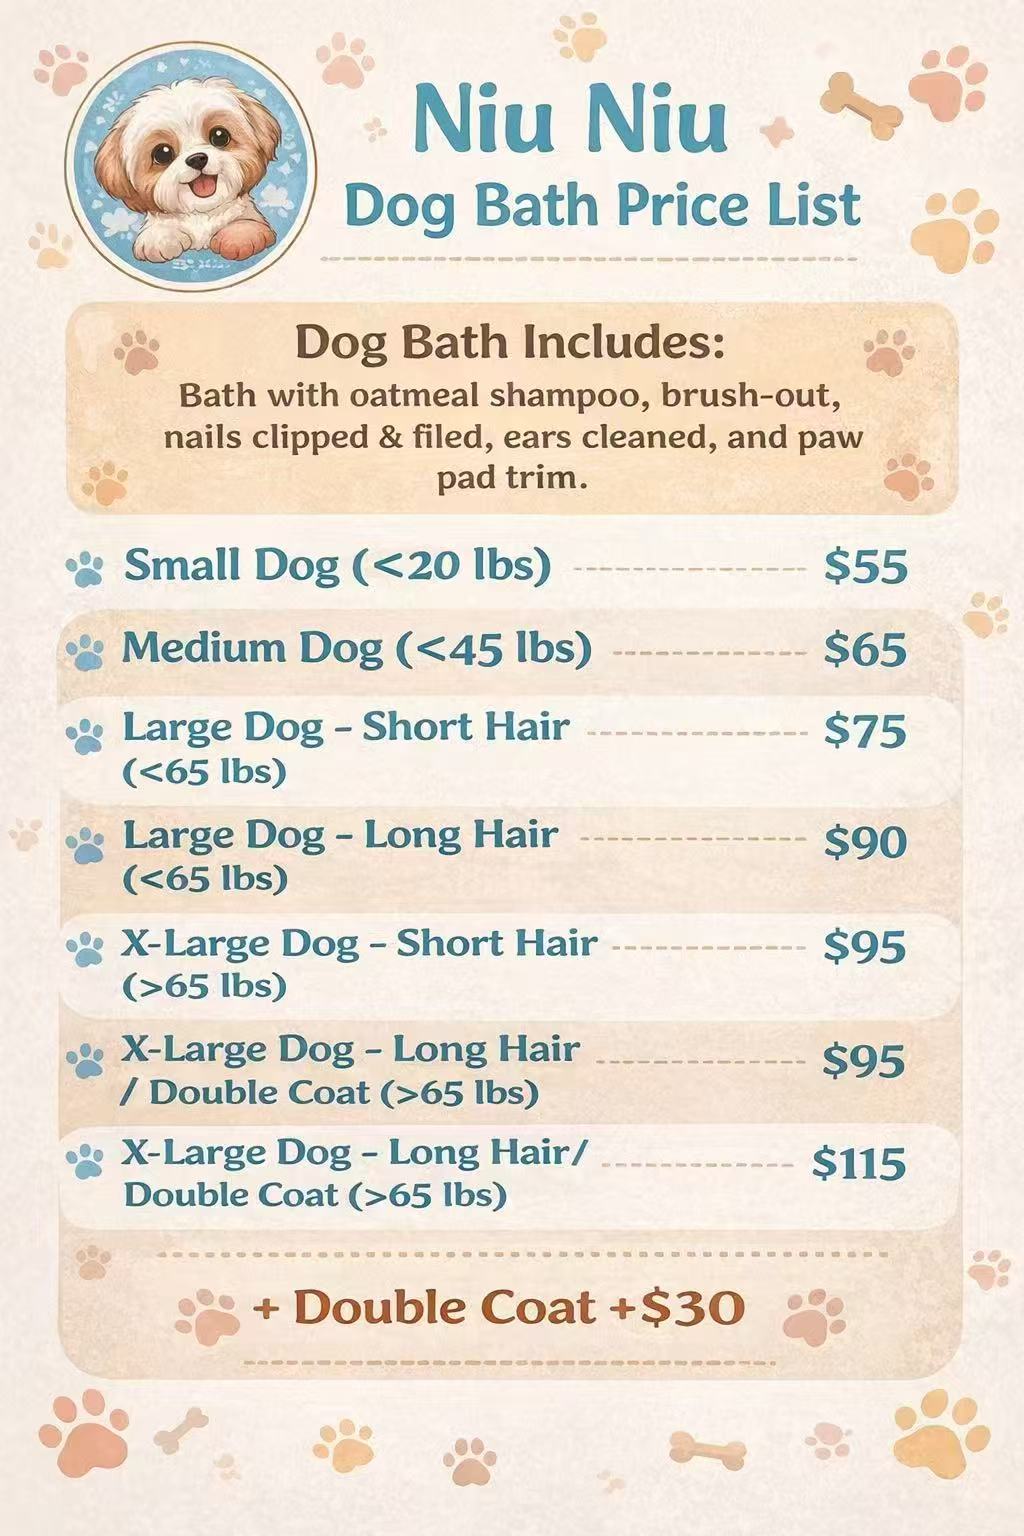 Niu Niu
Dog Bath Price List
Dog Bath Includes:
Bath with oatmeal shampoo, brush-out,
nails clipped & filed, ears cleaned, and paw
pad trim.
Small Dog (<20 lbs) $55
Medium Dog (<45 lbs) $65
Large Dog – Short Hair $75
(<65 lbs)
Large Dog – Long Hair $90
(<65 lbs)
X-Large Dog – Short Hair $95
(>65 lbs)
X-Large Dog – Long Hair $95
/ Double Coat (>65 lbs)
X-Large Dog – Long Hair/ $115
Double Coat (>65 lbs)
+ Double Coat +$30